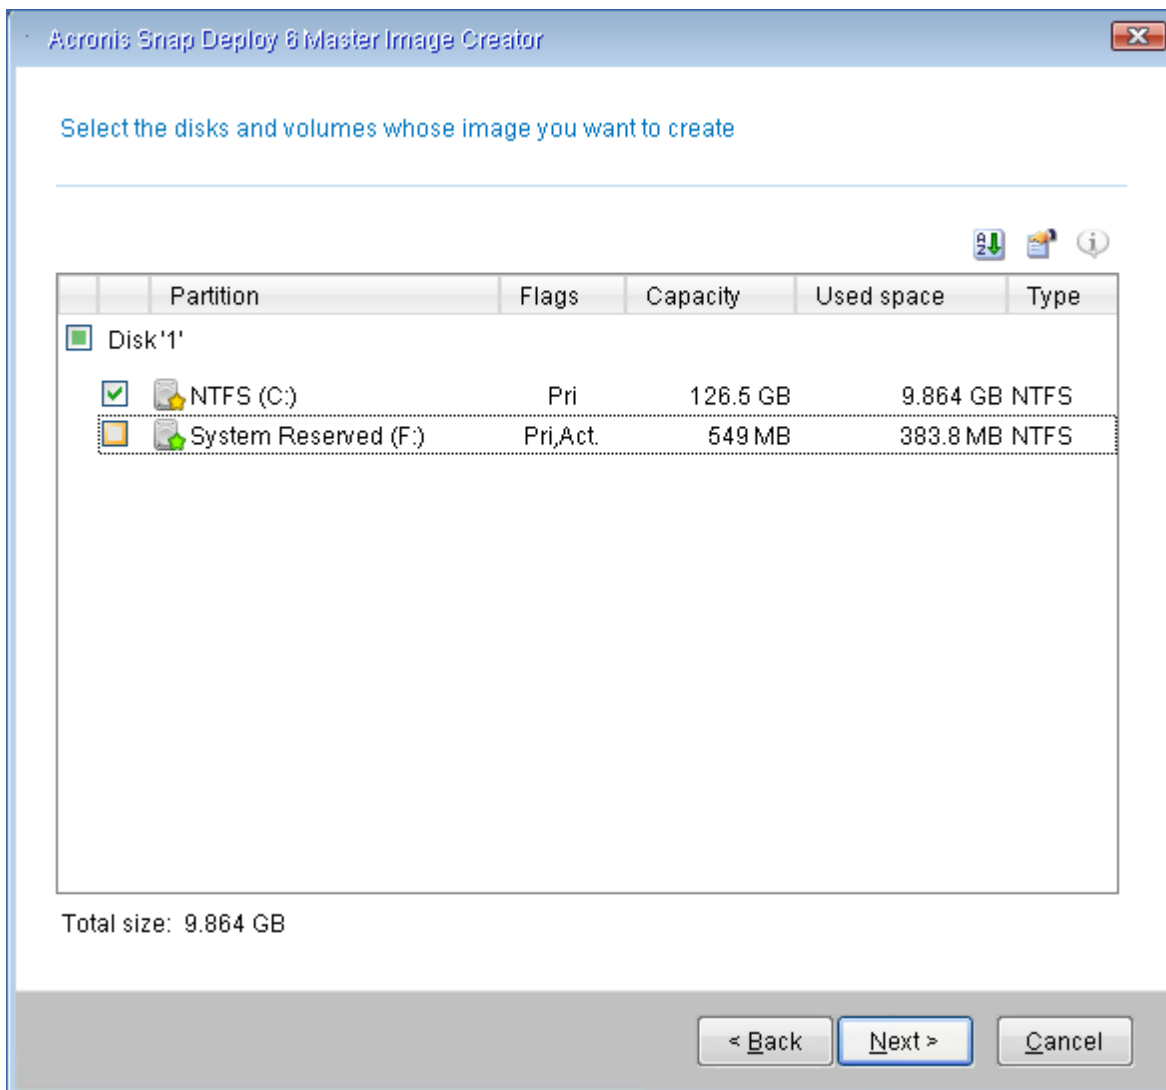 Acronis Snap Deploy 6 Master Image Creator
Select the disks and volumes whose image you want to create
Partition Flags Capacity Used space Type
Disk '1'
NTFS (C:) Pri 126.5 GB 9.864 GB NTFS
System Reserved (F:) Pri,Act. 549 MB 383.8 MB NTFS
Total size: 9.864 GB
< Back Next > Cancel